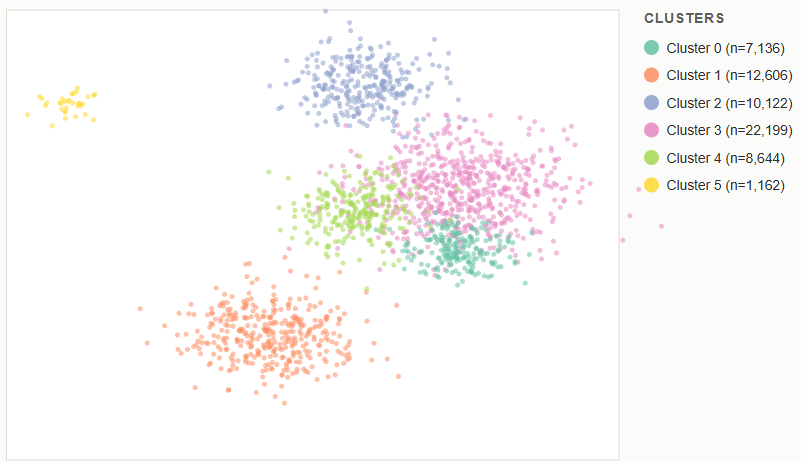 CLUSTERS
Cluster 0 (n=7,136)
Cluster 1 (n=12,606)
Cluster 2 (n=10,122)
Cluster 3 (n=22,199)
Cluster 4 (n=8,644)
Cluster 5 (n=1,162)